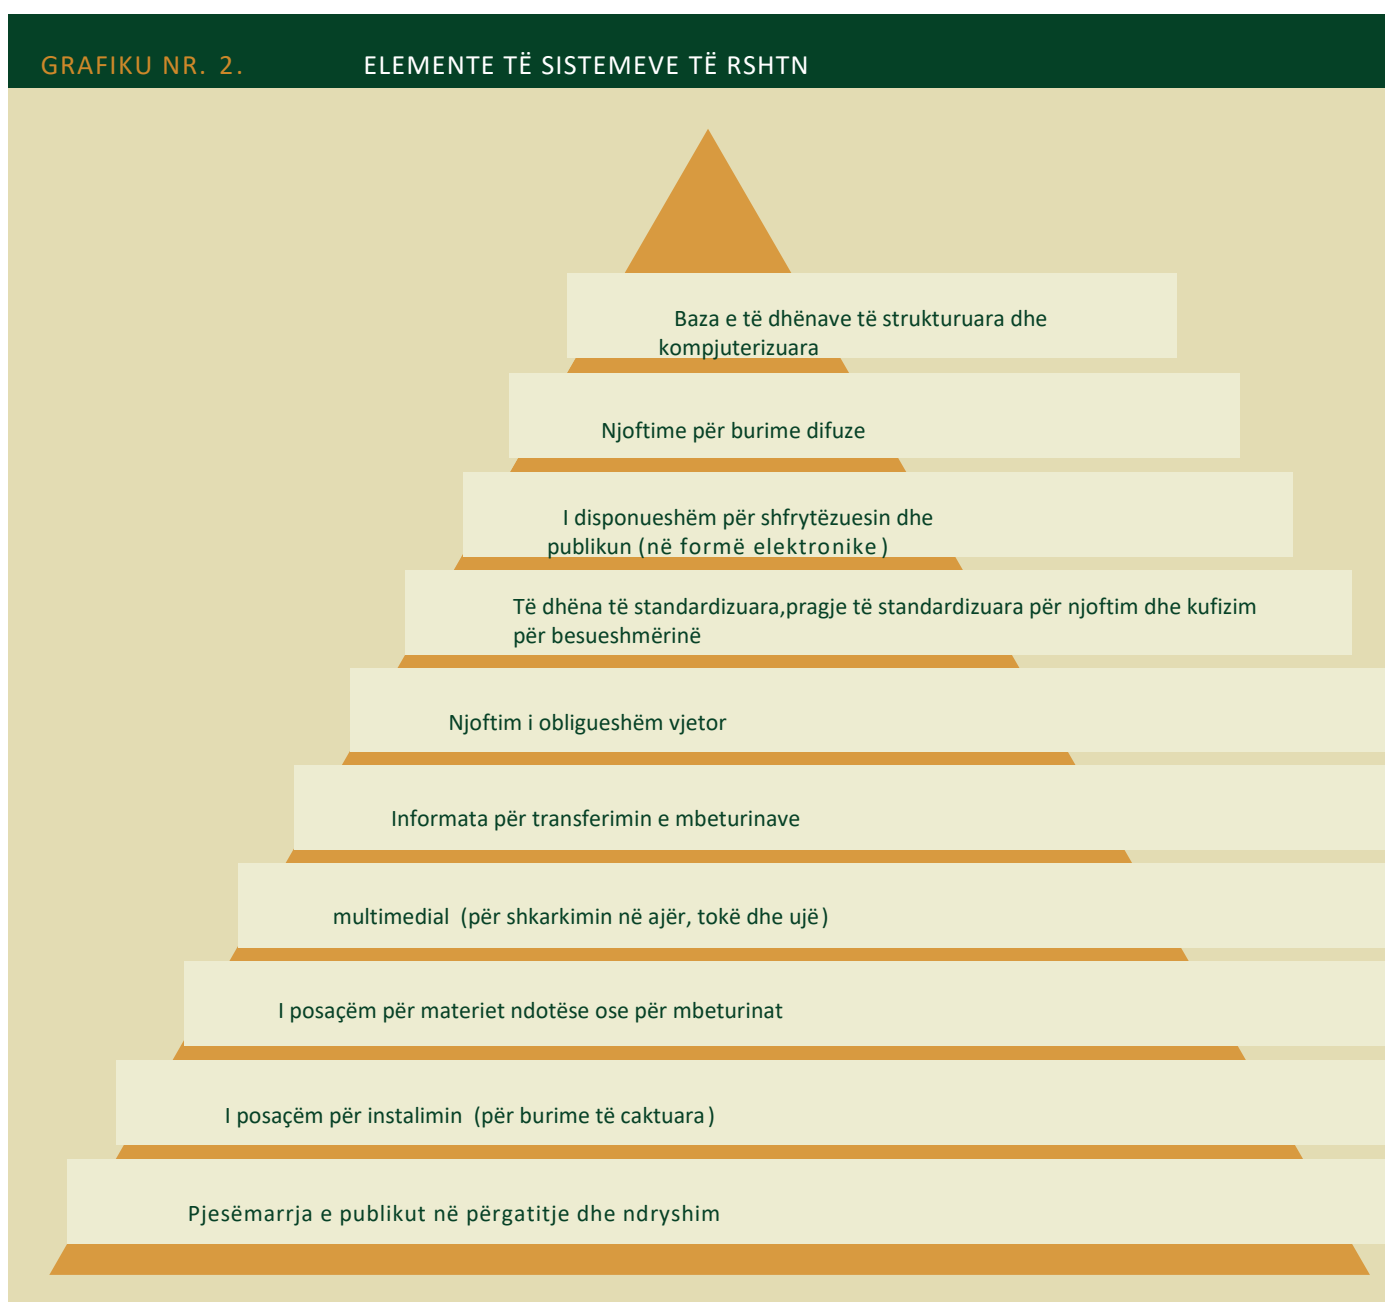 GRAFIKU NR. 2. ELEMENTE TË SISTEMEVE TË RSHTN
Baza e të dhënave të strukturuara dhe
kompjuterizuara
Njoftime për burime difuze
I disponueshëm për shfrytëzuesin dhe
publikun (në formë elektronike)
Të dhëna të standardizuara,pragje të standardizuara për njoftim dhe kufizim
për besueshmërinë
Njoftim i obligueshëm vjetor
Informata për transferimin e mbeturinave
multimedial (për shkarkimin në ajër, tokë dhe ujë)
I posaçëm për materiet ndotëse ose për mbeturinat
I posaçëm për instalimin (për burime të caktuara)
Pjesëmarrja e publikut në përgatitje dhe ndryshim